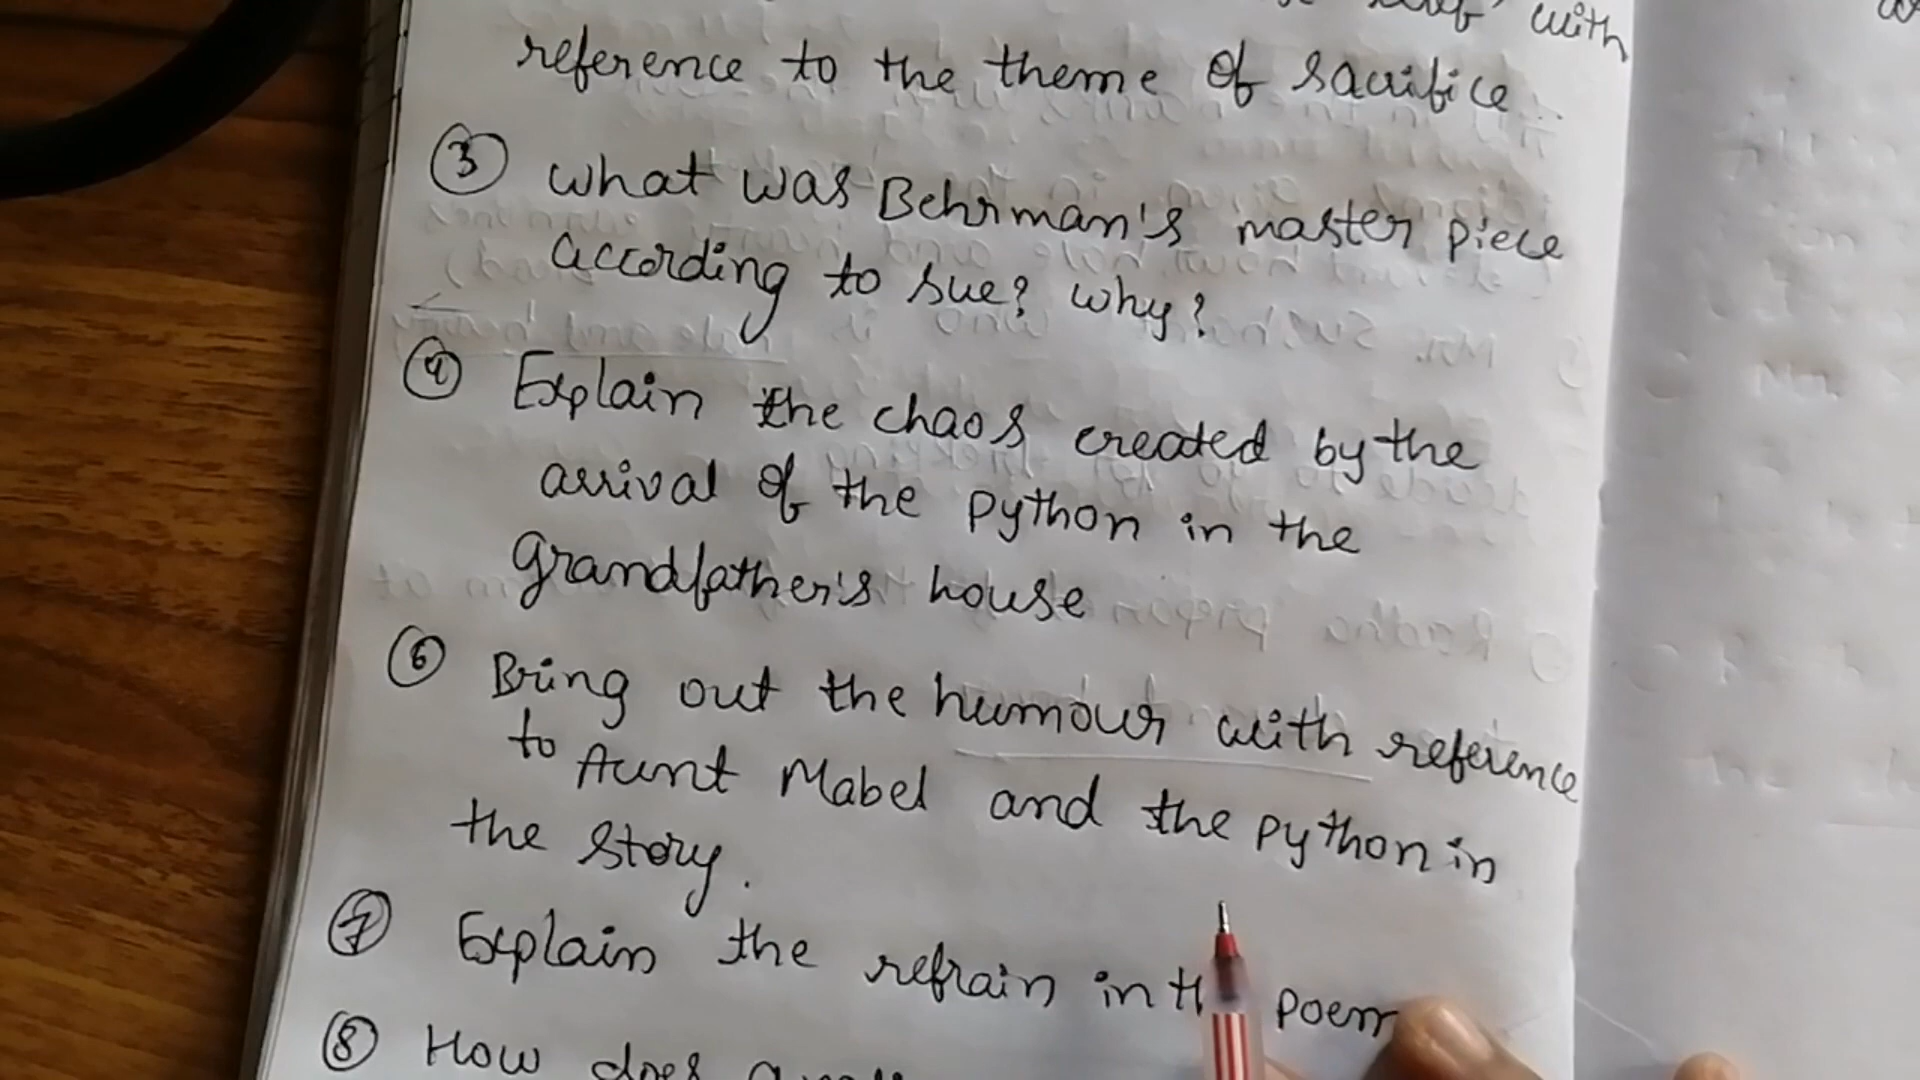 with
reference to the theme of sacrifice
③ what was Behrman's master piece
according to sue? why?
④ Explain the chaos created by the
arrival of the python in the
grandfather's house
⑥ Bring out the humour with reference
to Aunt Mabel and the python in
the story.
⑦ Explain the refrain in poem
⑧ How does